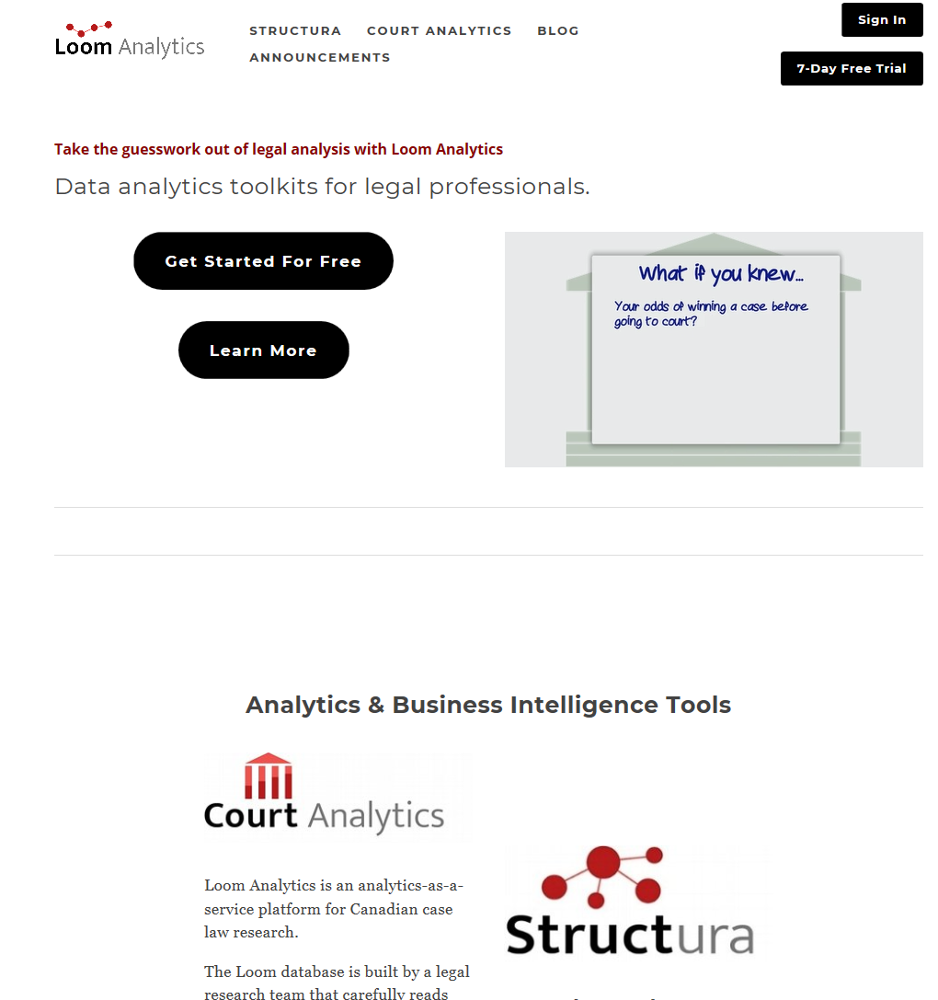 Loom Analytics
STRUCTURA COURT ANALYTICS BLOG
ANNOUNCEMENTS
Sign In
7-Day Free Trial
Take the guesswork out of legal analysis with Loom Analytics
Data analytics toolkits for legal professionals.
Get Started For Free
Learn More
What if you knew...
Your odds of winning a case before
going to court?
Analytics & Business Intelligence Tools
Court Analytics
Loom Analytics is an analytics-as-a-
service platform for Canadian case
law research.
The Loom database is built by a legal
research team that carefully reads
Structura